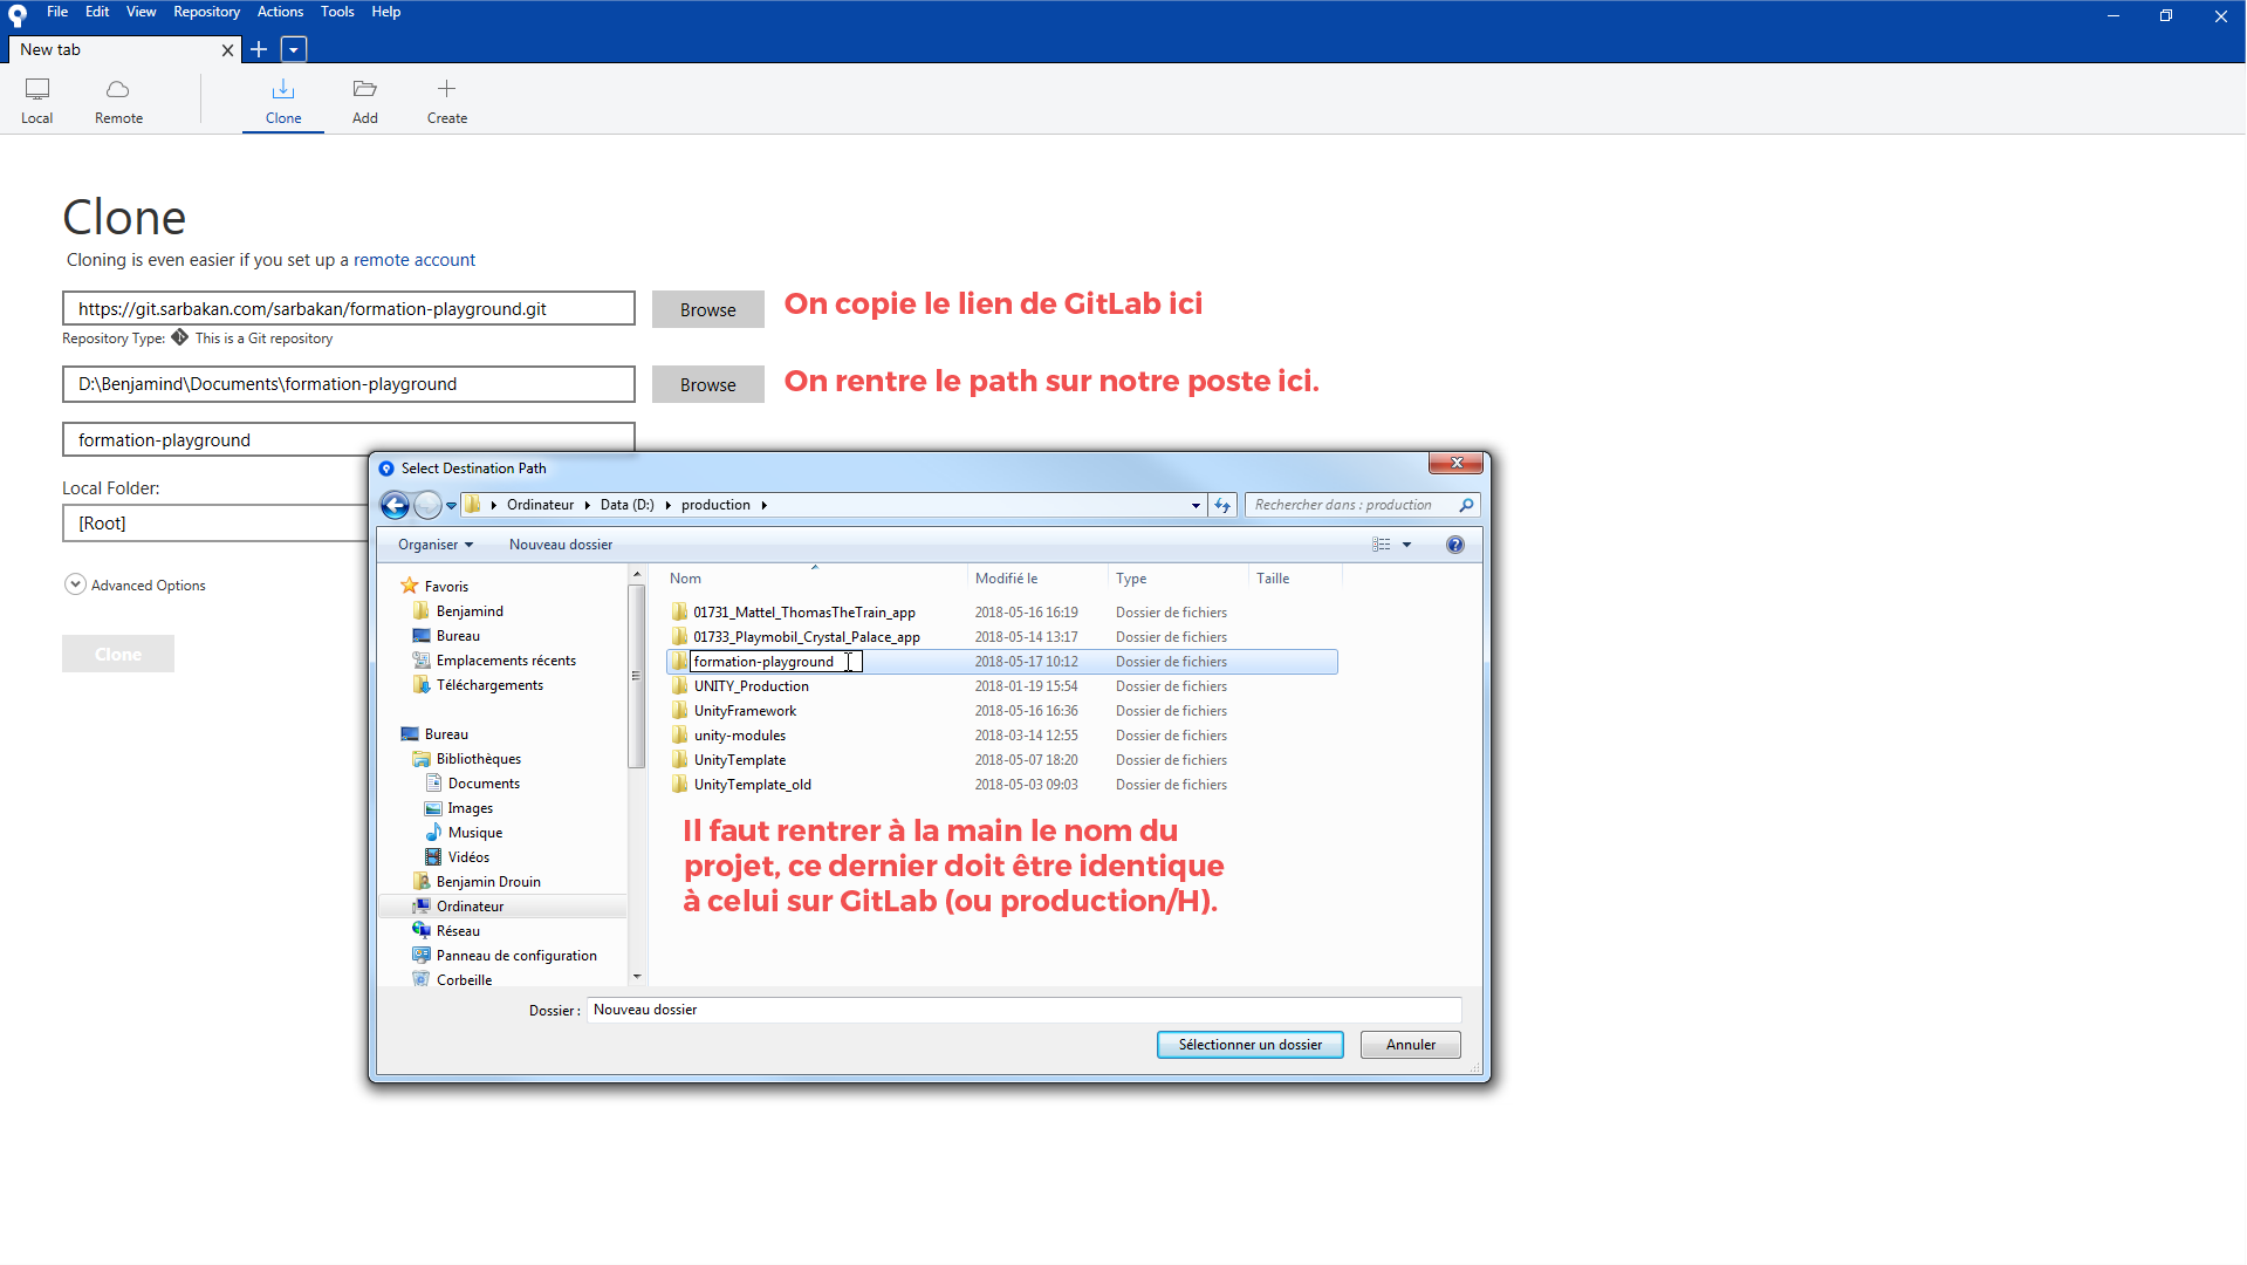 File Edit View Repository Actions Tools Help
New tab
Local Remote Clone Add Create
Clone
Cloning is even easier if you set up a remote account
https://git.sarbakan.com/sarbakan/formation-playground.git Browse On copie le lien de GitLab ici
Repository Type: This is a Git repository
D:\Benjamind\Documents\formation-playground Browse On rentre le path sur notre poste ici.
formation-playground
Local Folder:
[Root]
Advanced Options
Clone
Select Destination Path
Ordinateur Data (D:) production Rechercher dans : production
Organiser Nouveau dossier
Favoris
Benjamind
Bureau
Emplacements récents
Téléchargements
Bureau
Bibliothèques
Documents
Images
Musique
Vidéos
Benjamin Drouin
Ordinateur
Réseau
Panneau de configuration
Corbeille
Nom Modifié le Type Taille
01731_Mattel_ThomasTheTrain_app 2018-05-16 16:19 Dossier de fichiers
01733_Playmobil_Crystal_Palace_app 2018-05-14 13:17 Dossier de fichiers
formation-playground 2018-05-17 10:12 Dossier de fichiers
UNITY_Production 2018-01-19 15:54 Dossier de fichiers
UnityFramework 2018-05-16 16:36 Dossier de fichiers
unity-modules 2018-03-14 12:55 Dossier de fichiers
UnityTemplate 2018-05-07 18:20 Dossier de fichiers
UnityTemplate_old 2018-05-03 09:03 Dossier de fichiers
Il faut rentrer à la main le nom du
projet, ce dernier doit être identique
à celui sur GitLab (ou production/H).
Dossier : Nouveau dossier
Sélectionner un dossier Annuler